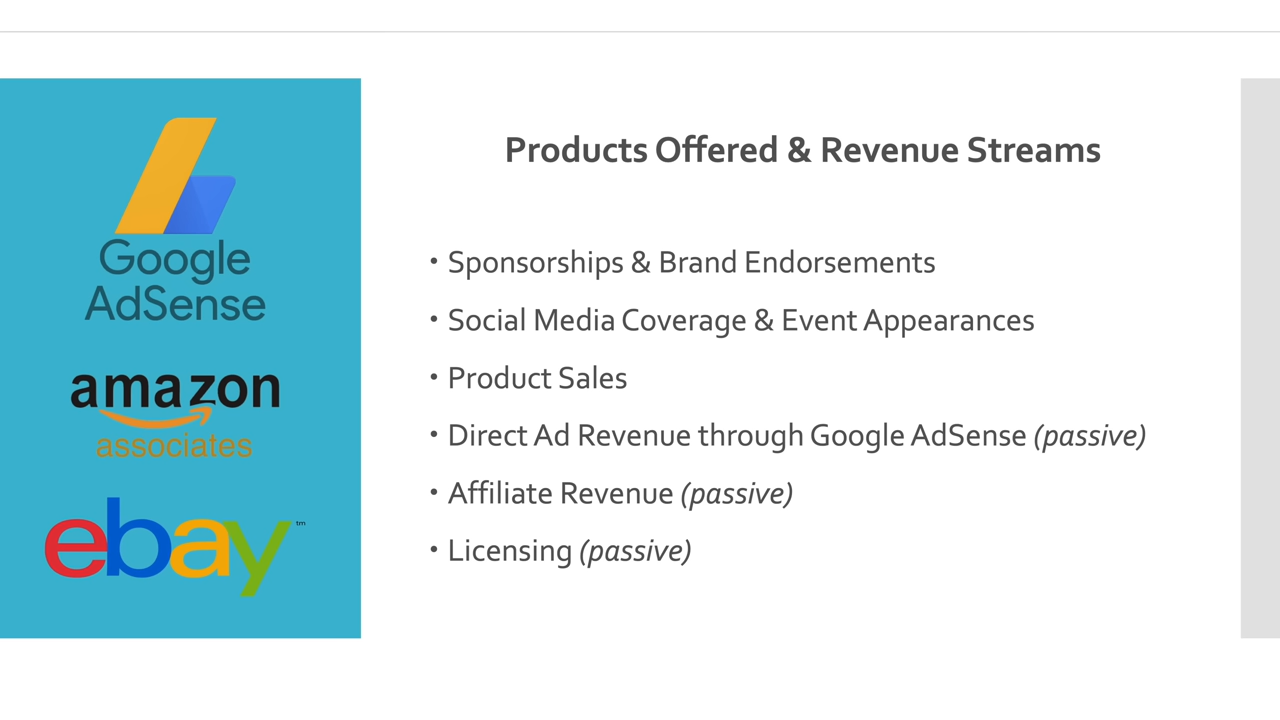 Google
AdSense
amazon
associates
ebay™
Products Offered & Revenue Streams
• Sponsorships & Brand Endorsements
• Social Media Coverage & Event Appearances
• Product Sales
• Direct Ad Revenue through Google AdSense (passive)
• Affiliate Revenue (passive)
• Licensing (passive)